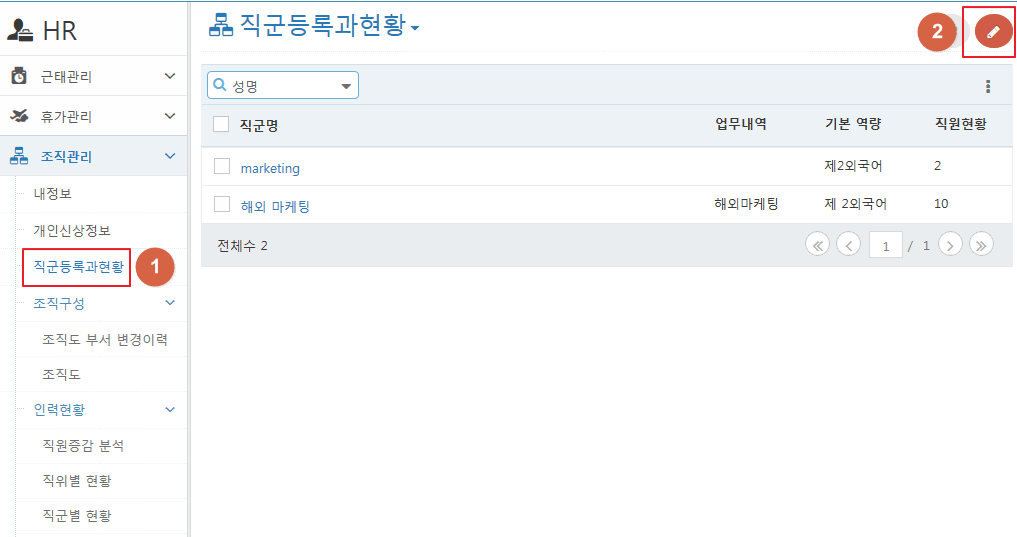 HR
근태관리
휴가관리
조직관리
내정보
개인신상정보
직군등록과현황
1
조직구성
조직도 부서 변경이력
조직도
인력현황
직원증감 분석
직위별 현황
직군별 현황
직군등록과현황
2
성명
직군명 업무내역 기본 역량 직원현황
marketing 제2외국어 2
해외 마케팅 해외마케팅 제 2외국어 10
전체수 2 1 / 1